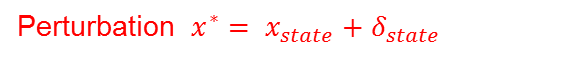 Perturbation x* = x_state + δ_state